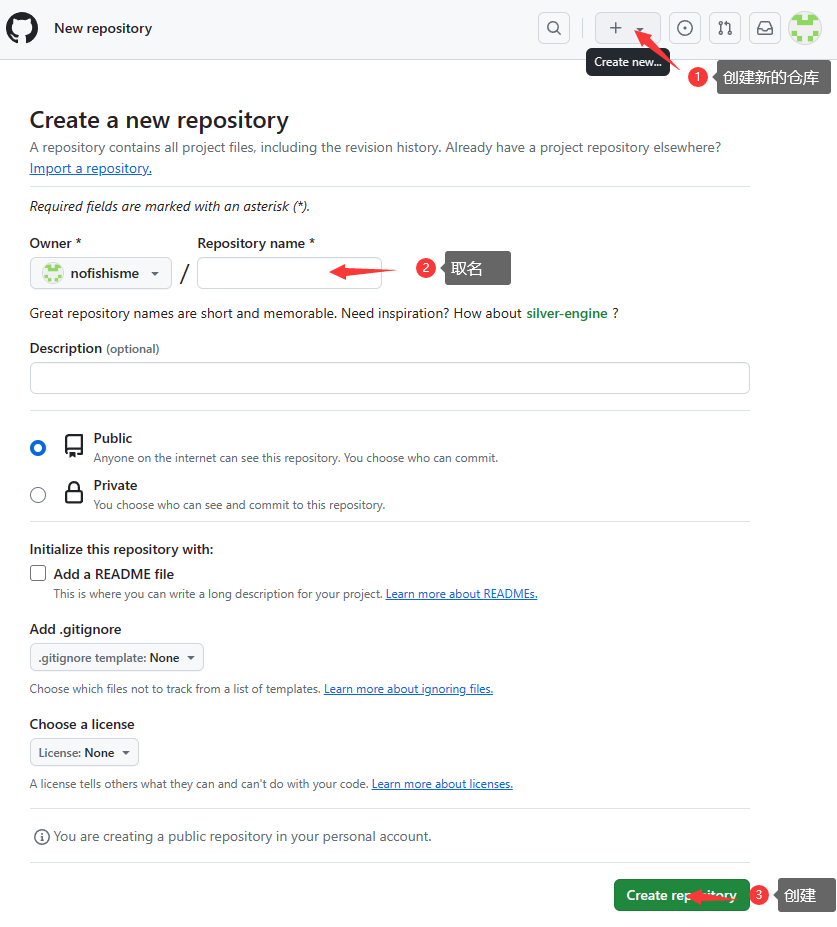 New repository
Create new...
1 创建新的仓库
Create a new repository
A repository contains all project files, including the revision history. Already have a project repository elsewhere?
Import a repository.
Required fields are marked with an asterisk (*).
Owner * Repository name *
nofishisme / 2 取名
Great repository names are short and memorable. Need inspiration? How about silver-engine ?
Description (optional)
Public
Anyone on the internet can see this repository. You choose who can commit.
Private
You choose who can see and commit to this repository.
Initialize this repository with:
Add a README file
This is where you can write a long description for your project. Learn more about READMEs.
Add .gitignore
.gitignore template: None
Choose which files not to track from a list of templates. Learn more about ignoring files.
Choose a license
License: None
A license tells others what they can and can't do with your code. Learn more about licenses.
You are creating a public repository in your personal account.
Create repository 3 创建